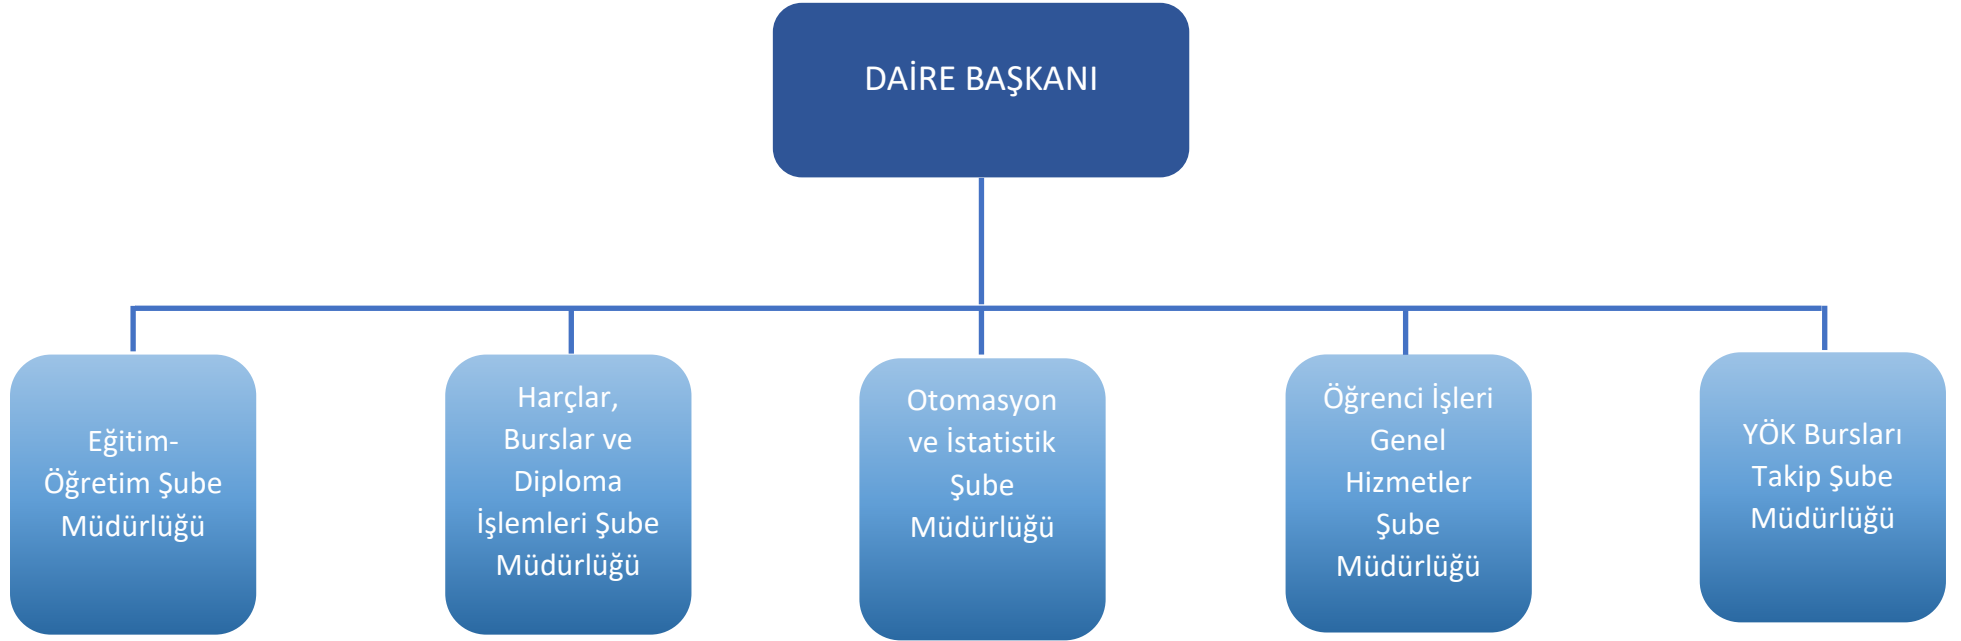 DAİRE BAŞKANI
Eğitim-
Öğretim Şube
Müdürlüğü
Harçlar,
Burslar ve
Diploma
İşlemleri Şube
Müdürlüğü
Otomasyon
ve İstatistik
Şube
Müdürlüğü
Öğrenci İşleri
Genel
Hizmetler
Şube
Müdürlüğü
YÖK Bursları
Takip Şube
Müdürlüğü